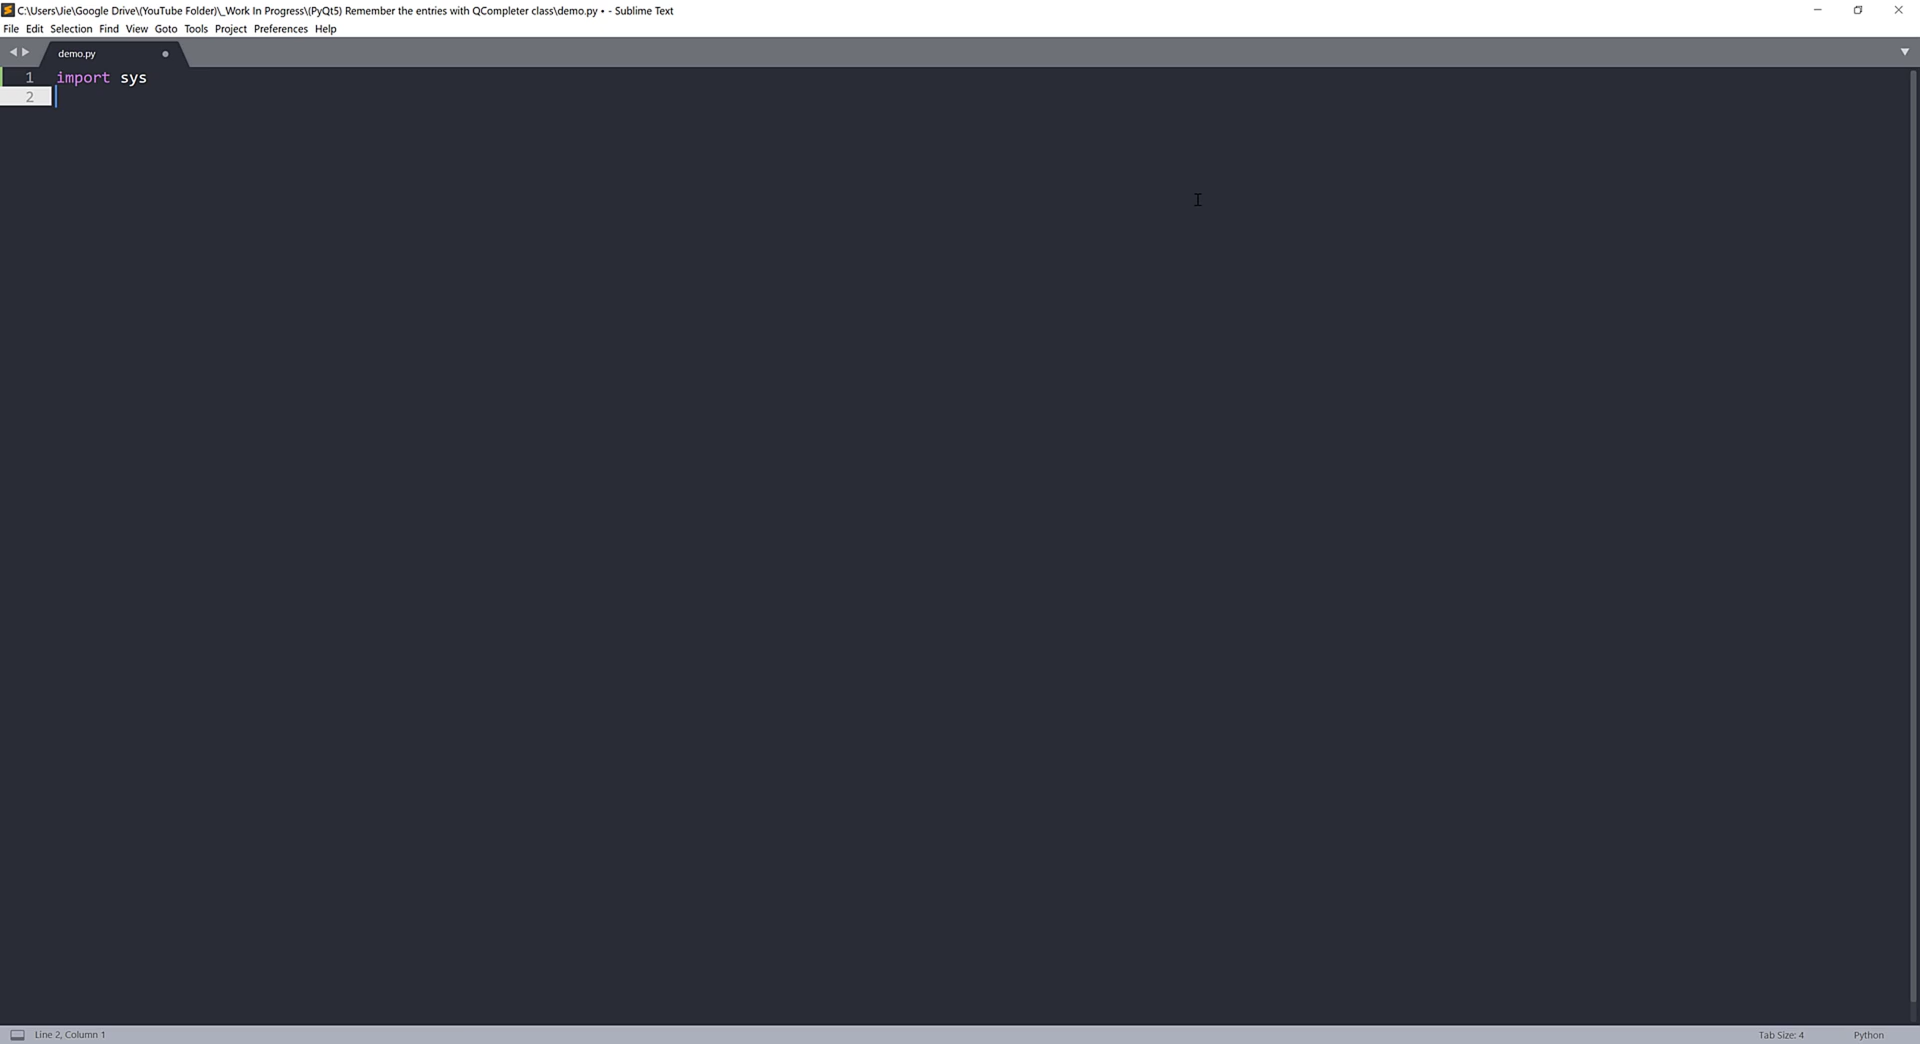 C:\Users\Jie\Google Drive\(YouTube Folder)\_Work In Progress\(PyQt5) Remember the entries with QCompleter class\demo.py • - Sublime Text
File Edit Selection Find View Goto Tools Project Preferences Help
demo.py
1 import sys
2
Line 2, Column 1
Tab Size: 4
Python